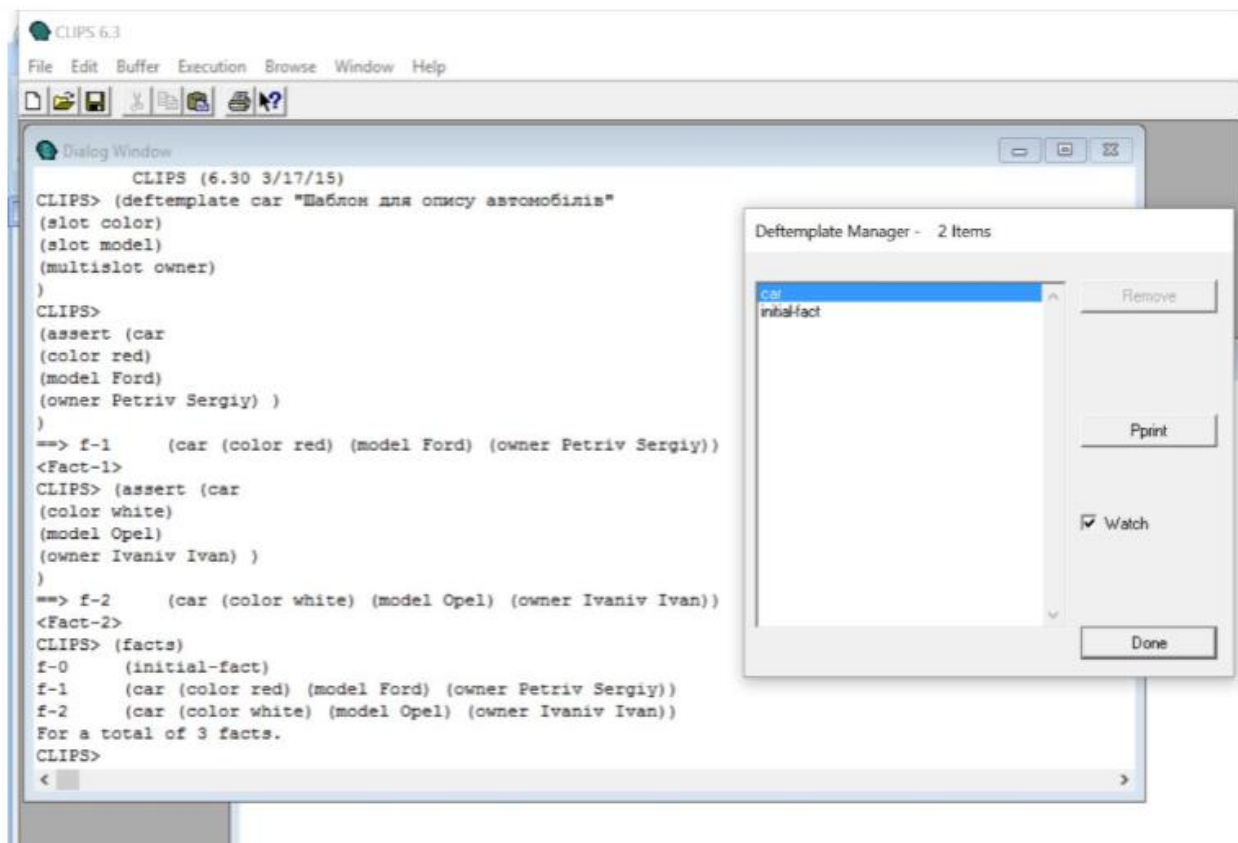 CLIPS 6.3
File Edit Buffer Execution Browse Window Help
Dialog Window
CLIPS (6.30 3/17/15)
CLIPS> (deftemplate car "Шаблон для опису автомобілів"
(slot color)
(slot model)
(multislot owner)
)
CLIPS>
(assert (car
(color red)
(model Ford)
(owner Petriv Sergiy) )
)
==> f-1 (car (color red) (model Ford) (owner Petriv Sergiy))
<Fact-1>
CLIPS> (assert (car
(color white)
(model Opel)
(owner Ivaniv Ivan) )
)
==> f-2 (car (color white) (model Opel) (owner Ivaniv Ivan))
<Fact-2>
CLIPS> (facts)
f-0 (initial-fact)
f-1 (car (color red) (model Ford) (owner Petriv Sergiy))
f-2 (car (color white) (model Opel) (owner Ivaniv Ivan))
For a total of 3 facts.
CLIPS>
Deftemplate Manager - 2 Items
car
initial-fact
Remove
Pprint
Watch
Done